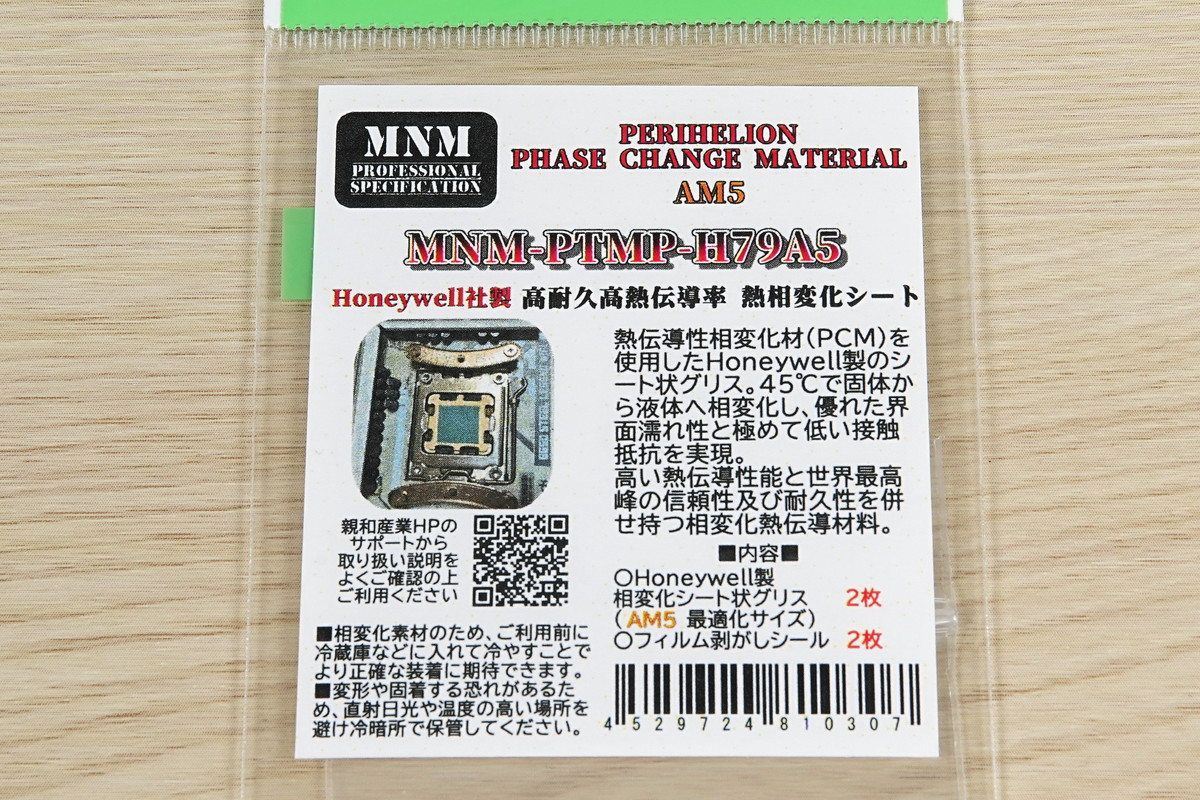 MNM
PROFESSIONAL
SPECIFICATION
PERIHELION
PHASE CHANGE MATERIAL
AM5
MNM-PTMP-H79A5
Honeywell社製 高耐久高熱伝導率 熱相変化シート
熱伝導性相変化材(PCM)を
使用したHoneywell製のシ
ート状グリス。45℃で固体か
ら液体へ相変化し、優れた界
面濡れ性と極めて低い接触
抵抗を実現。
高い熱伝導性能と世界最高
峰の信頼性及び耐久性を併
せ持つ相変化熱伝導材料。
■内容■
〇Honeywell製
相変化シート状グリス 2枚
(AM5 最適化サイズ)
〇フィルム剥がしシール 2枚
親和産業HPの
サポートから
取り扱い説明を
よくご確認の上
ご利用ください
■相変化素材のため、ご利用前に
冷蔵庫などに入れて冷やすことで
より正確な装着に期待できます。
■変形や固着する恐れがあるた
め、直射日光や温度の高い場所を
避け冷暗所で保管してください。
4529724810307